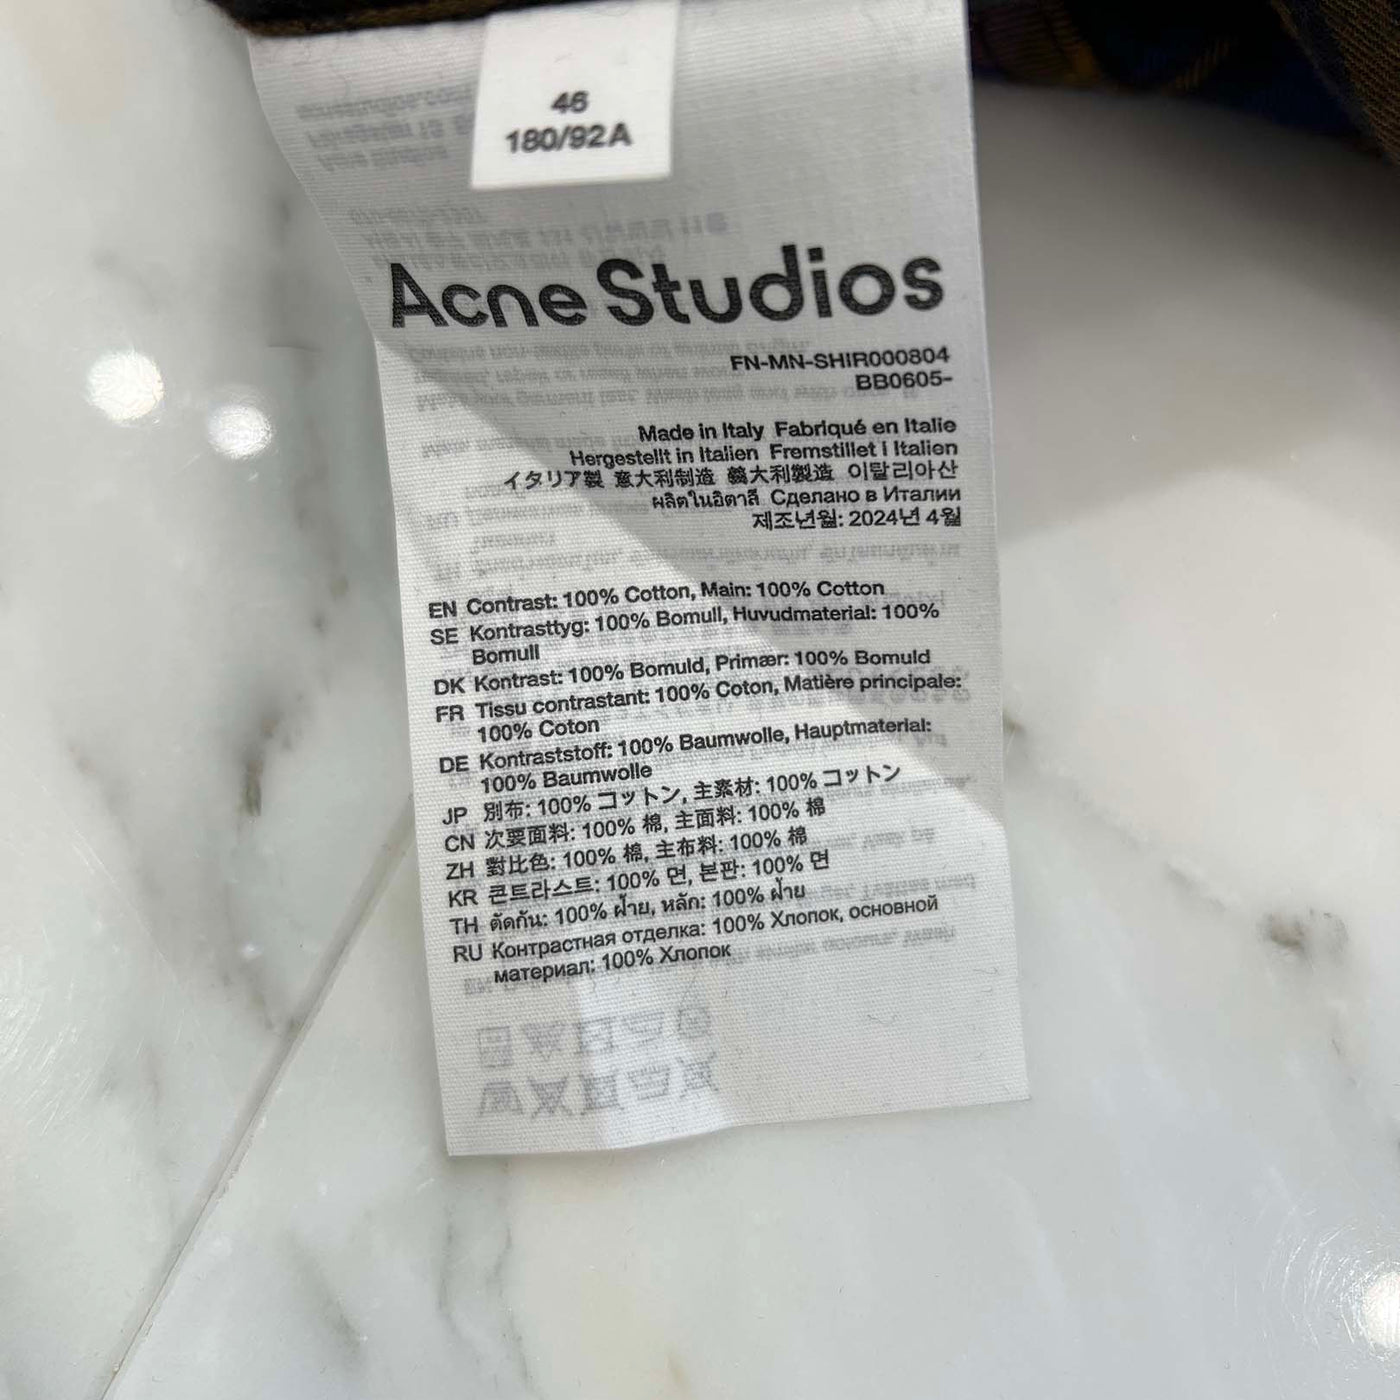 46
180/92A
Acne Studios
FN-MN-SHIR000804
BB0605-
Made in Italy Fabriqué en Italie
Hergestellt in Italien Fremstillet i Italien
イタリア製 意大利制造 義大利製造 이탈리아산
ผลิตในอิตาลี Сделано в Италии
제조년월: 2024년 4월
EN Contrast: 100% Cotton, Main: 100% Cotton
SE Kontrasttyg: 100% Bomull, Huvudmaterial: 100%
Bomull
DK Kontrast: 100% Bomuld, Primær: 100% Bomuld
FR Tissu contrastant: 100% Coton, Matière principale:
100% Coton
DE Kontraststoff: 100% Baumwolle, Hauptmaterial:
100% Baumwolle
JP 別布: 100% コットン, 主素材: 100% コットン
CN 次要面料: 100% 棉, 主面料: 100% 棉
ZH 對比色: 100% 棉, 主布料: 100% 棉
KR 콘트라스트: 100% 면, 본판: 100% 면
TH ตัดกัน: 100% ฝ้าย, หลัก: 100% ฝ้าย
RU Контрастная отделка: 100% Хлопок, основной
материал: 100% Хлопок